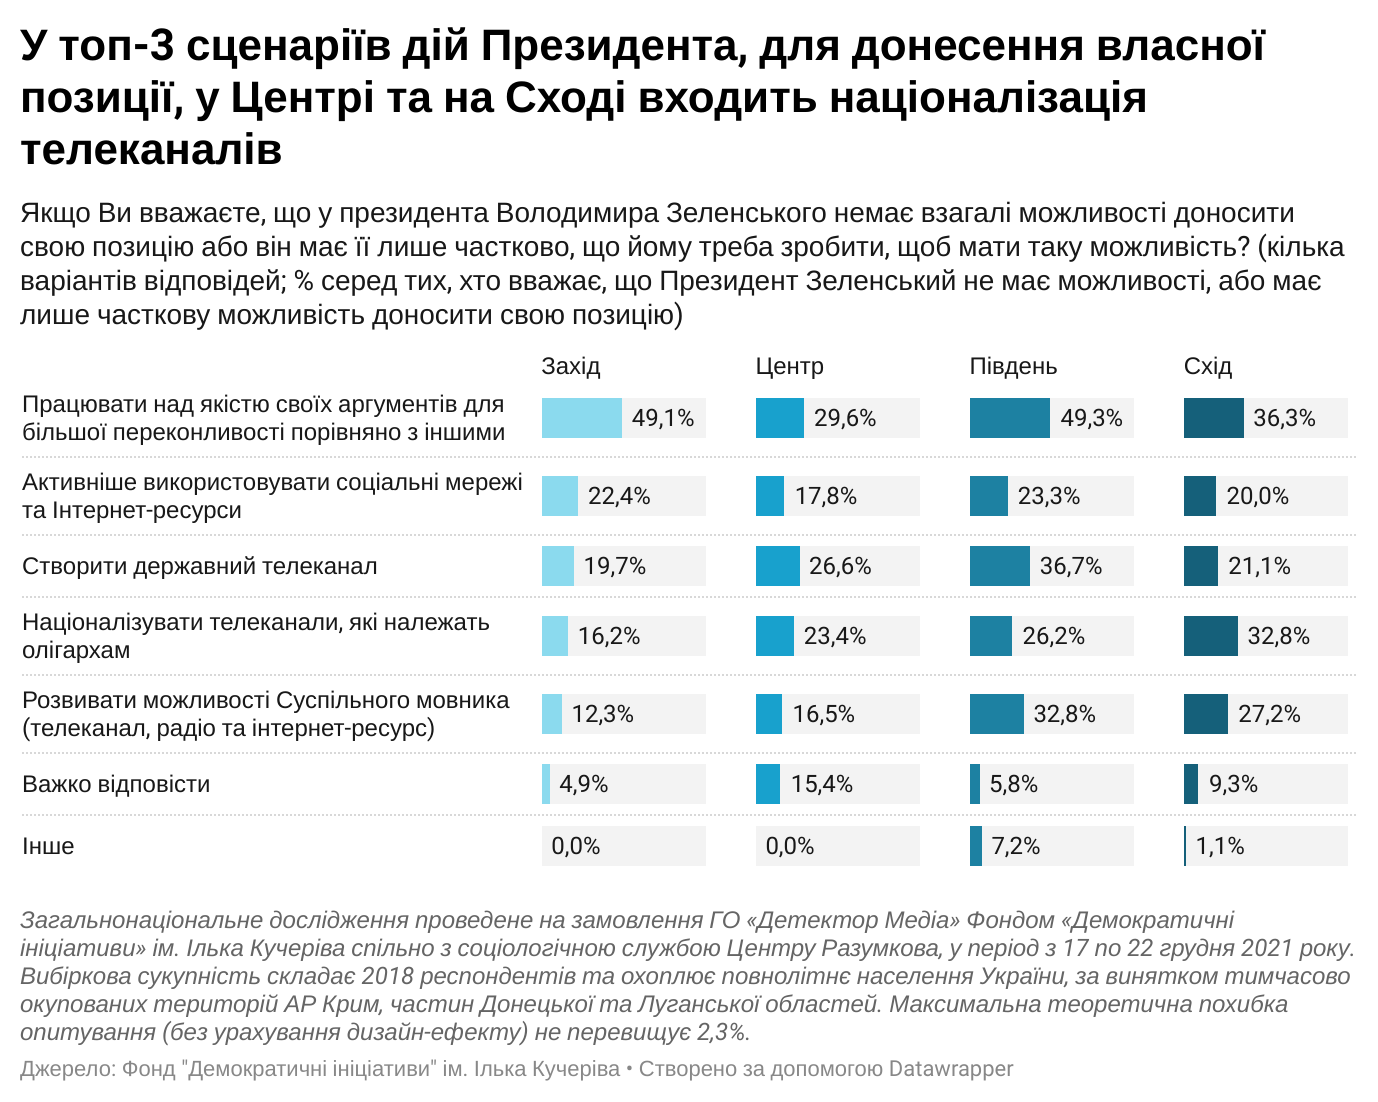 У топ-3 сценаріїв дій Президента, для донесення власної
позиції, у Центрі та на Сході входить націоналізація
телеканалів
Якщо Ви вважаєте, що у президента Володимира Зеленського немає взагалі можливості доносити
свою позицію або він має її лише частково, що йому треба зробити, щоб мати таку можливість? (кілька
варіантів відповідей; % серед тих, хто вважає, що Президент Зеленський не має можливості, або має
лише часткову можливість доносити свою позицію)
Захід Центр Південь Схід
Працювати над якістю своїх аргументів для
більшої переконливості порівняно з іншими
49,1% 29,6% 49,3% 36,3%
Активніше використовувати соціальні мережі
та Інтернет-ресурси
22,4% 17,8% 23,3% 20,0%
Створити державний телеканал 19,7% 26,6% 36,7% 21,1%
Націоналізувати телеканали, які належать
олігархам
16,2% 23,4% 26,2% 32,8%
Розвивати можливості Суспільного мовника
(телеканал, радіо та інтернет-ресурс)
12,3% 16,5% 32,8% 27,2%
Важко відповісти 4,9% 15,4% 5,8% 9,3%
Інше 0,0% 0,0% 7,2% 1,1%
Загальнонаціональне дослідження проведене на замовлення ГО «Детектор Медіа» Фондом «Демократичні
ініціативи» ім. Ілька Кучеріва спільно з соціологічною службою Центру Разумкова, у період з 17 по 22 грудня 2021 року.
Вибіркова сукупність складає 2018 респондентів та охоплює повнолітнє населення України, за винятком тимчасово
окупованих територій АР Крим, частин Донецької та Луганської областей. Максимальна теоретична похибка
опитування (без урахування дизайн-ефекту) не перевищує 2,3%.
Джерело: Фонд "Демократичні ініціативи" ім. Ілька Кучеріва • Створено за допомогою Datawrapper